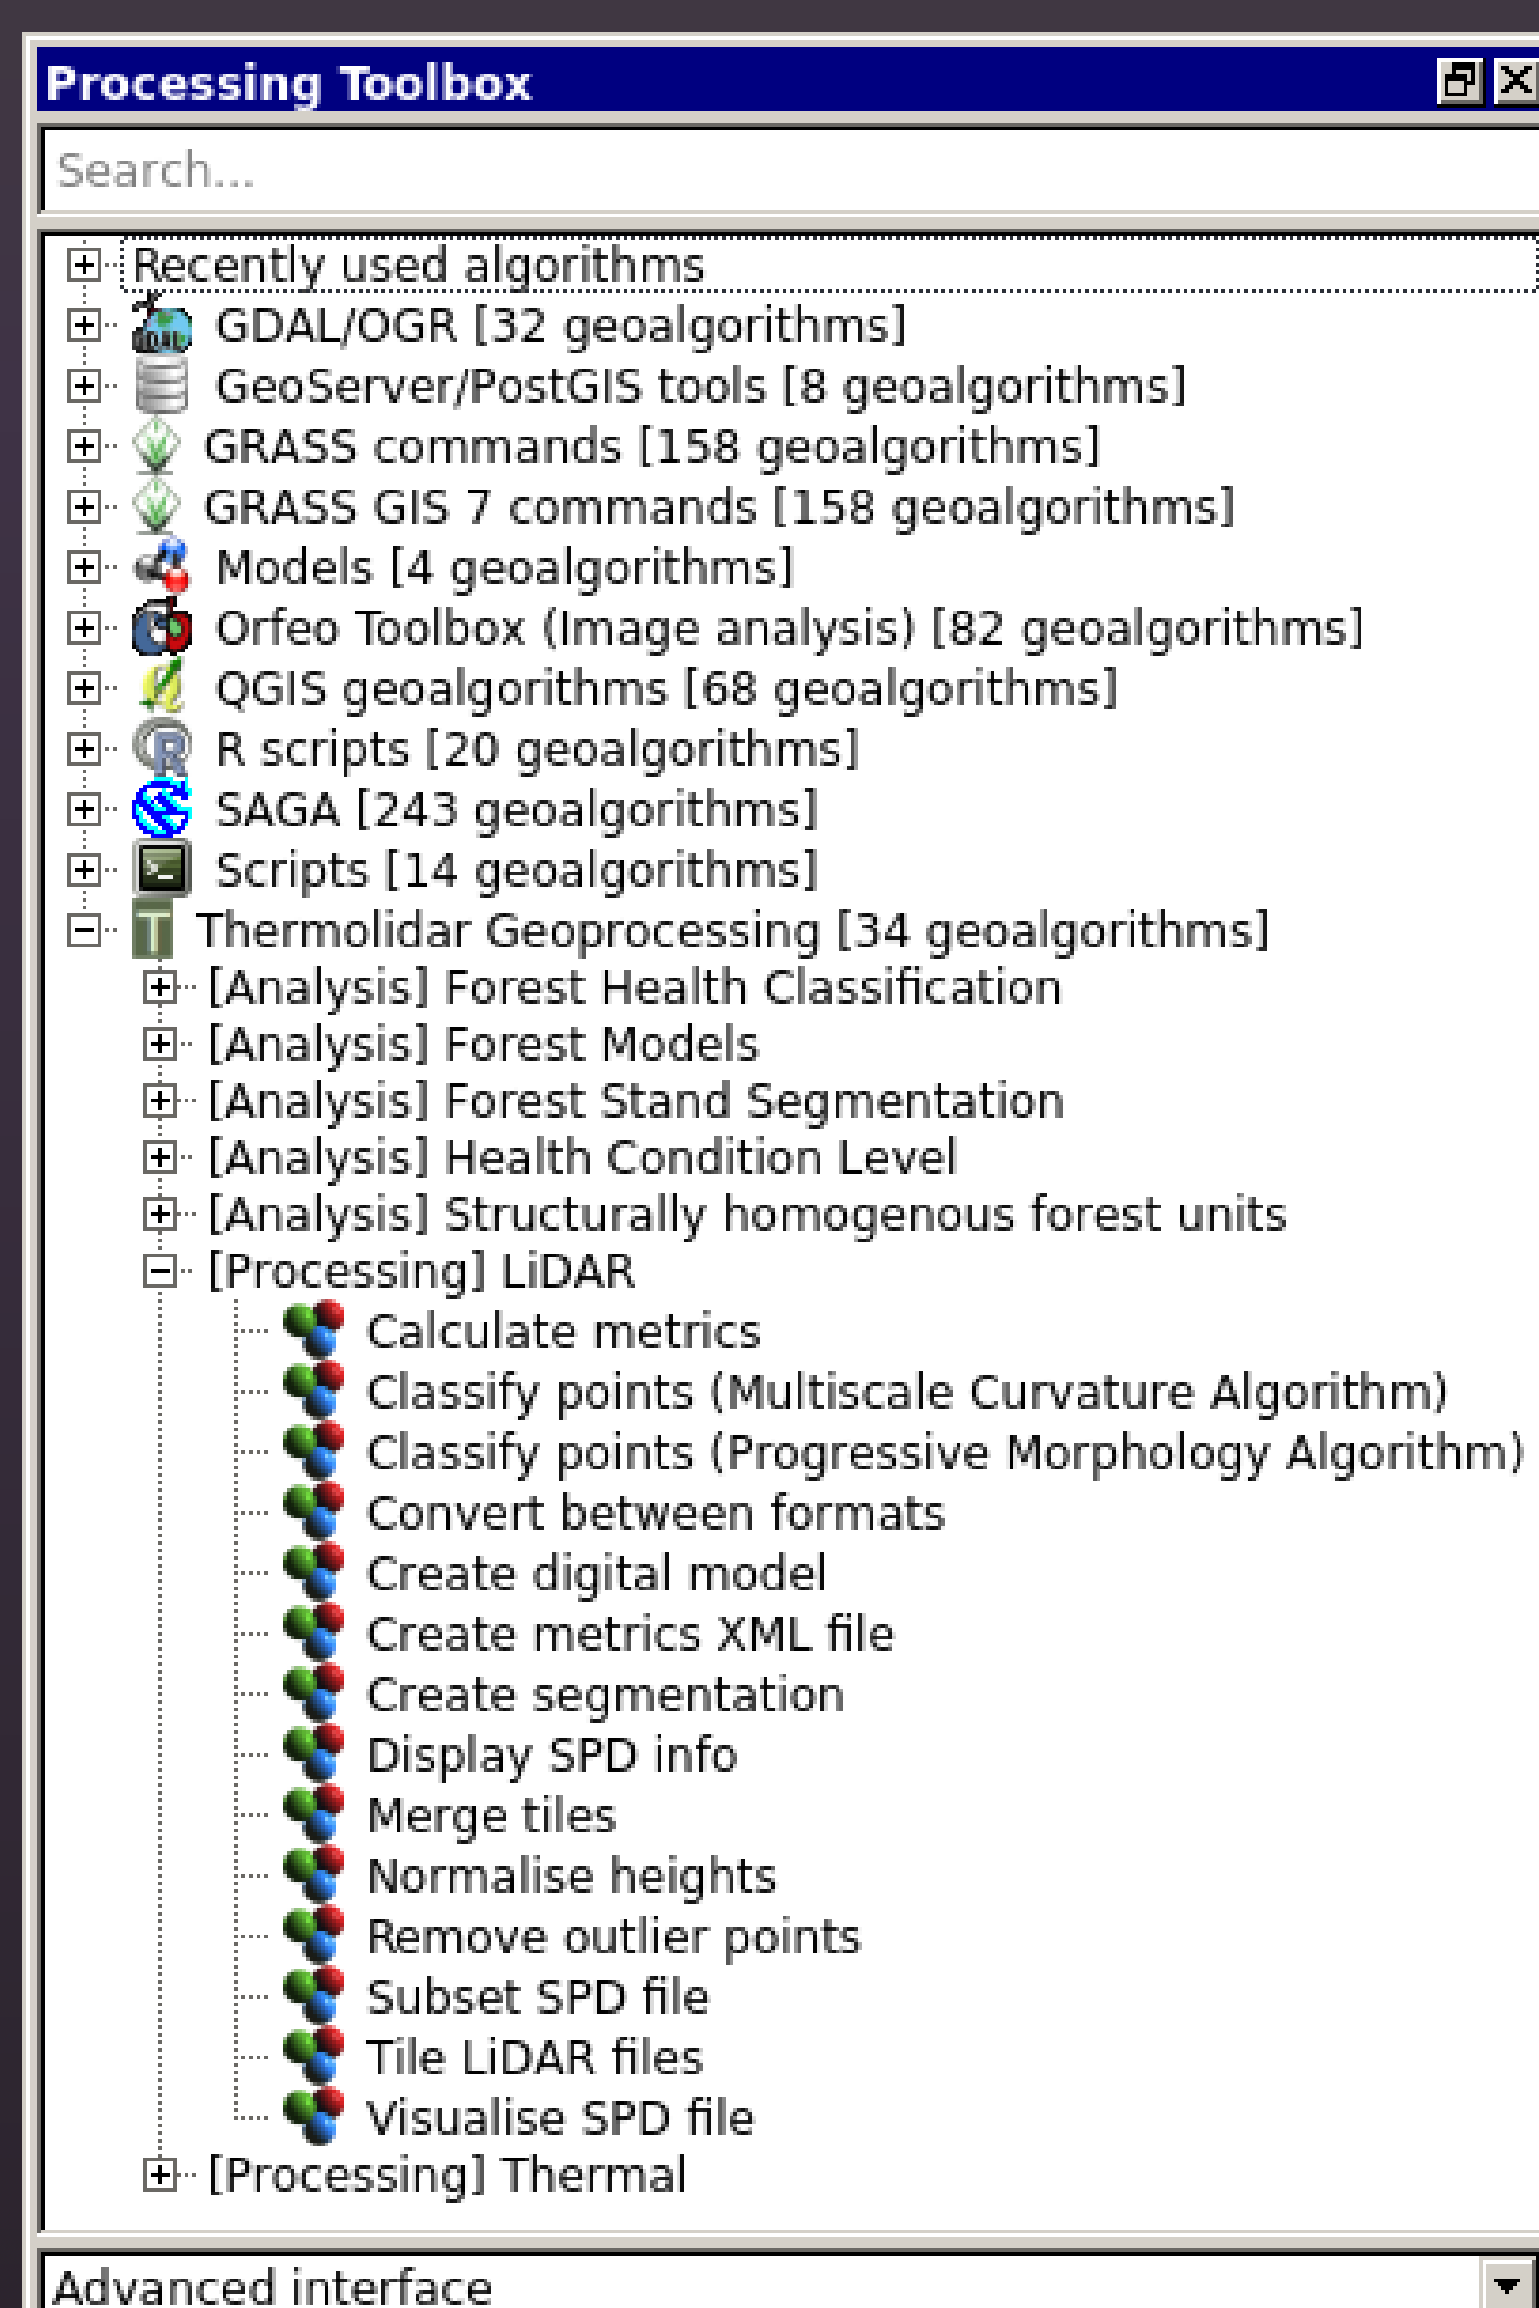 Processing Toolbox
Search...
Recently used algorithms
GDAL/OGR [32 geoalgorithms]
GeoServer/PostGIS tools [8 geoalgorithms]
GRASS commands [158 geoalgorithms]
GRASS GIS 7 commands [158 geoalgorithms]
Models [4 geoalgorithms]
Orfeo Toolbox (Image analysis) [82 geoalgorithms]
QGIS geoalgorithms [68 geoalgorithms]
R scripts [20 geoalgorithms]
SAGA [243 geoalgorithms]
Scripts [14 geoalgorithms]
T Thermolidar Geoprocessing [34 geoalgorithms]
[Analysis] Forest Health Classification
[Analysis] Forest Models
[Analysis] Forest Stand Segmentation
[Analysis] Health Condition Level
[Analysis] Structurally homogenous forest units
[Processing] LiDAR
Calculate metrics
Classify points (Multiscale Curvature Algorithm)
Classify points (Progressive Morphology Algorithm)
Convert between formats
Create digital model
Create metrics XML file
Create segmentation
Display SPD info
Merge tiles
Normalise heights
Remove outlier points
Subset SPD file
Tile LiDAR files
Visualise SPD file
[Processing] Thermal
Advanced interface